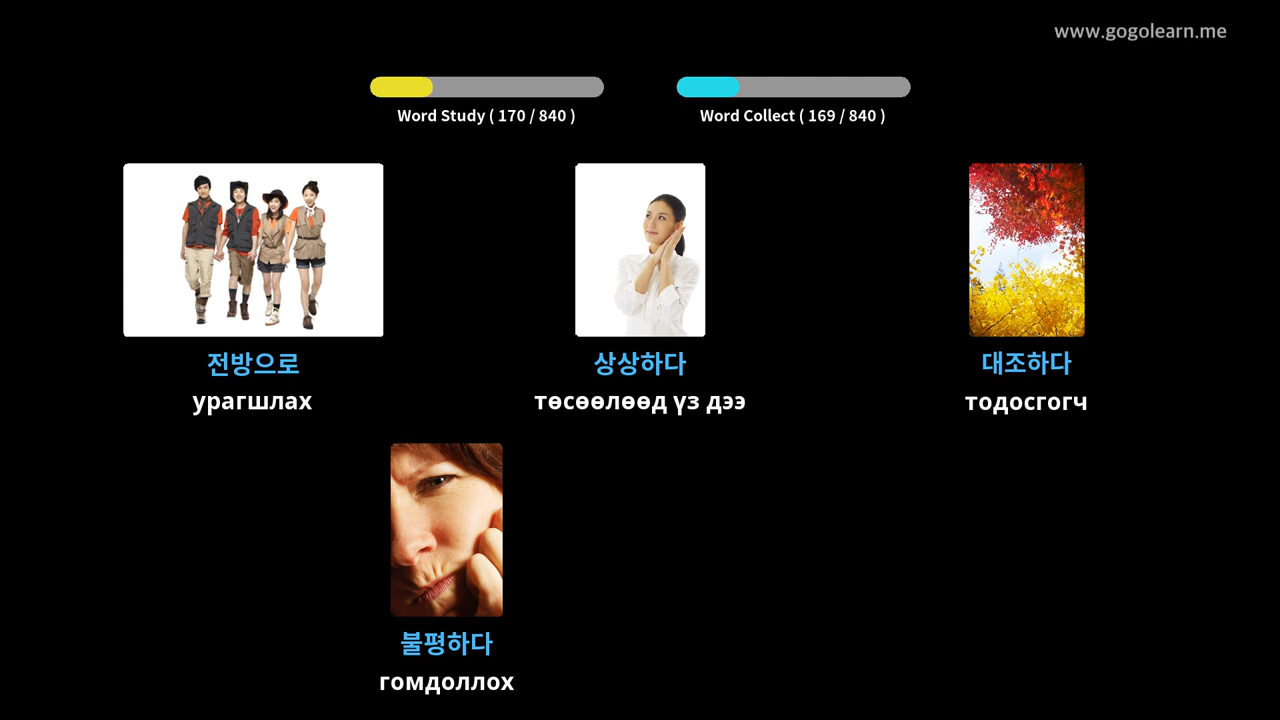 www.gogolearn.me
Word Study ( 170 / 840 )
Word Collect ( 169 / 840 )
전방으로
урагшлах
상상하다
төсөөлөөд үз дээ
대조하다
тодосгогч
불평하다
гомдоллох